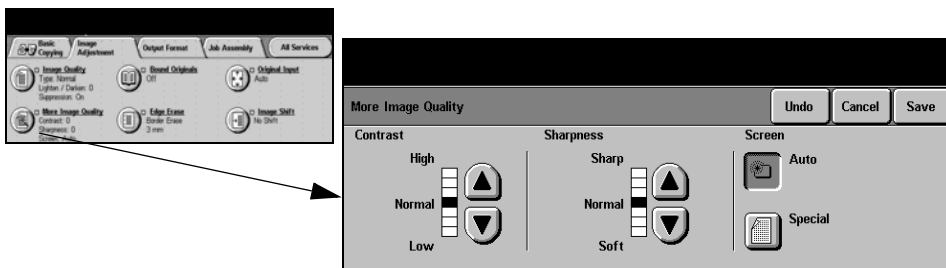 Basic Copying
Image Adjustment
Output Format
Job Assembly
All Services
Image Quality
Type: Normal
Lighten / Darken: 0
Suppression: On
Bound Originals
Off
Original Input
Auto
More Image Quality
Contrast: 0
Sharpness: 0
Screen: Auto
Edge Erase
Border Erase
3 mm
Image Shift
No Shift
More Image Quality
Undo
Cancel
Save
Contrast
High
Normal
Low
Sharpness
Sharp
Normal
Soft
Screen
Auto
Special